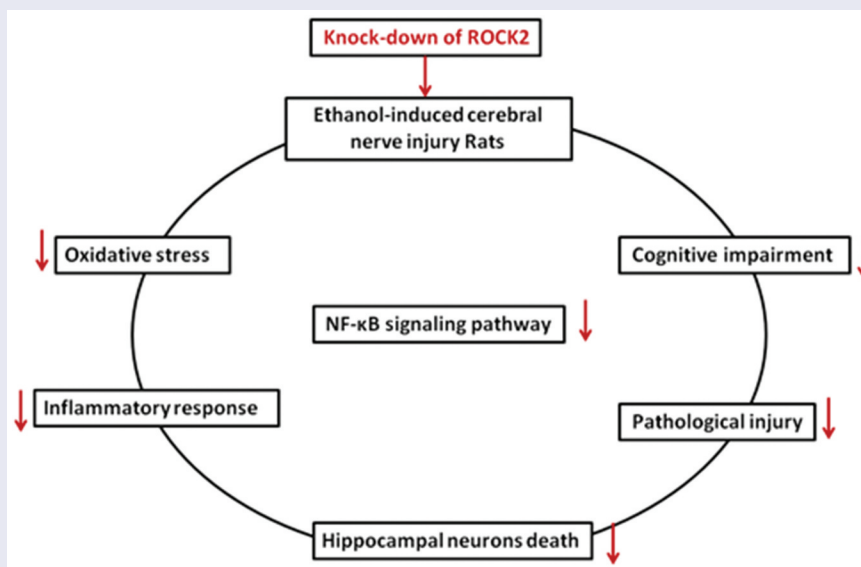 Knock-down of ROCK2
Ethanol-induced cerebral
nerve injury Rats
Oxidative stress
Cognitive impairment
NF-κB signaling pathway
Inflammatory response
Pathological injury
Hippocampal neurons death